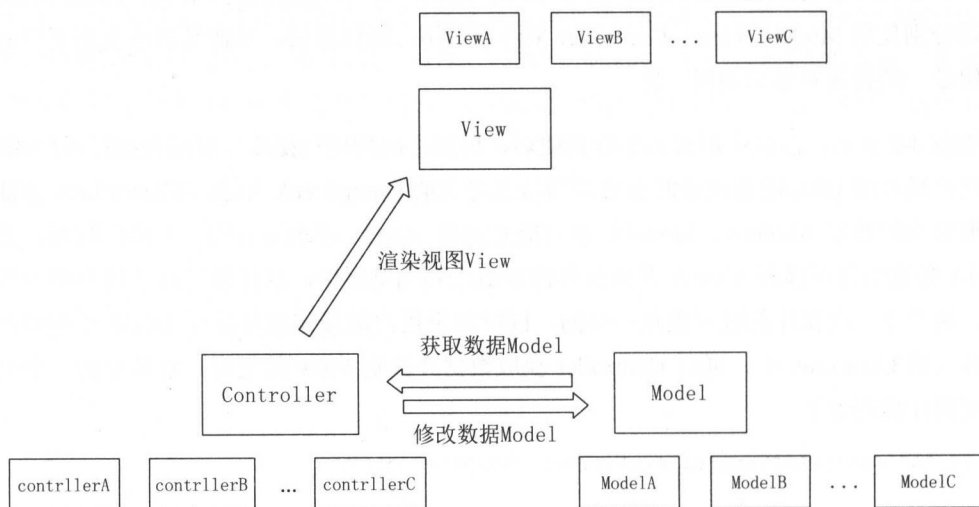 ViewA ViewB ... ViewC
View
渲染视图View
获取数据Model
Controller
Model
修改数据Model
contrllerA contrllerB ... contrllerC
ModelA ModelB ... ModelC